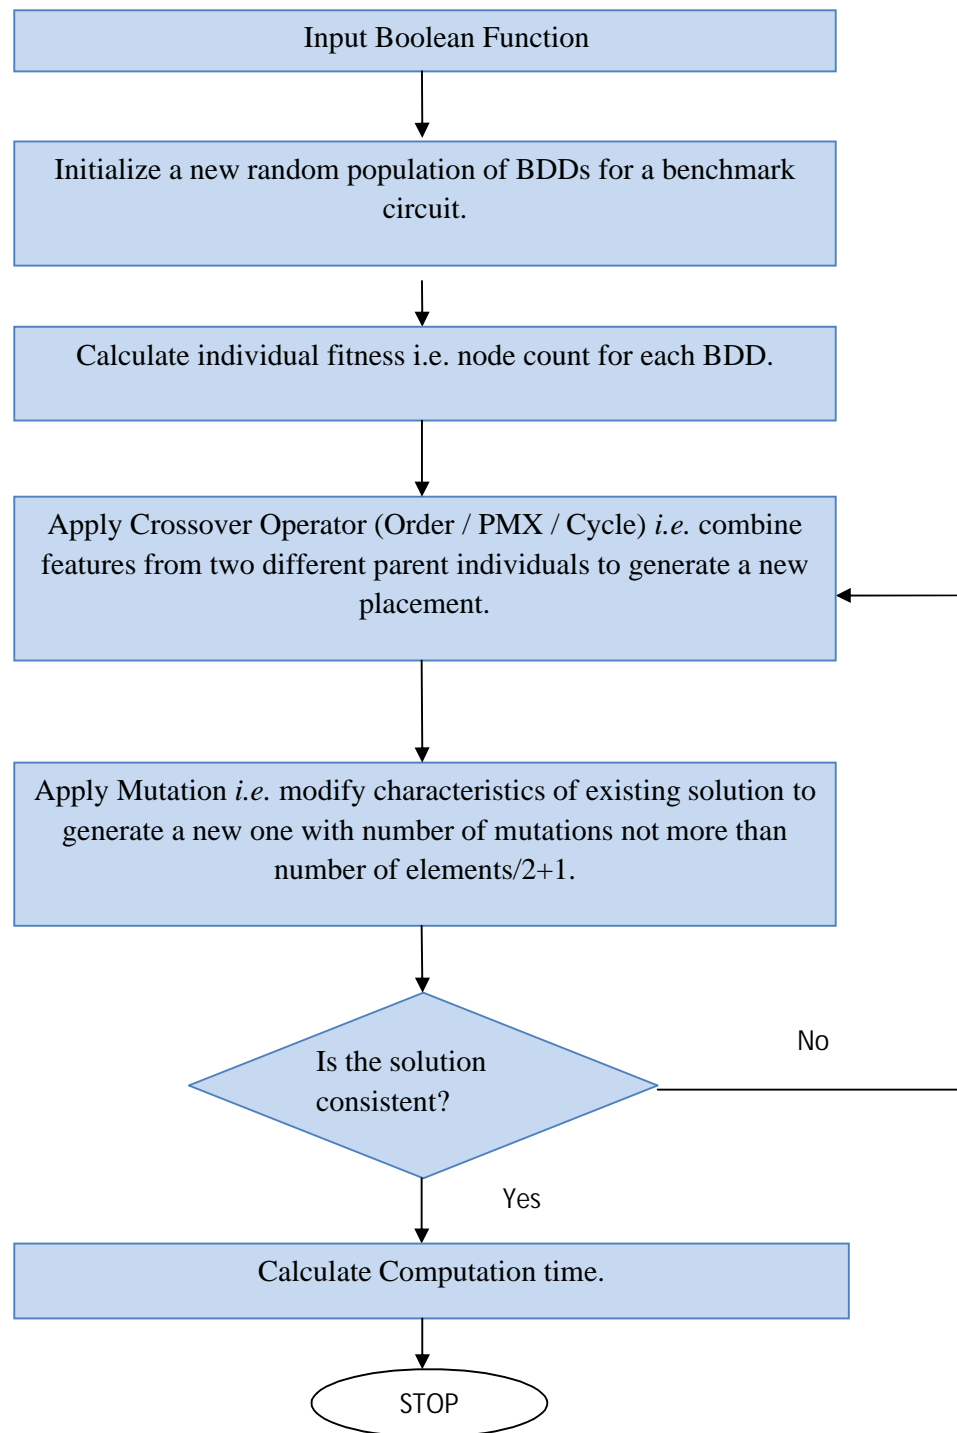 Input Boolean Function
Initialize a new random population of BDDs for a benchmark
circuit.
Calculate individual fitness i.e. node count for each BDD.
Apply Crossover Operator (Order / PMX / Cycle) i.e. combine
features from two different parent individuals to generate a new
placement.
Apply Mutation i.e. modify characteristics of existing solution to
generate a new one with number of mutations not more than
number of elements/2+1.
Is the solution
consistent?
No
Yes
Calculate Computation time.
STOP